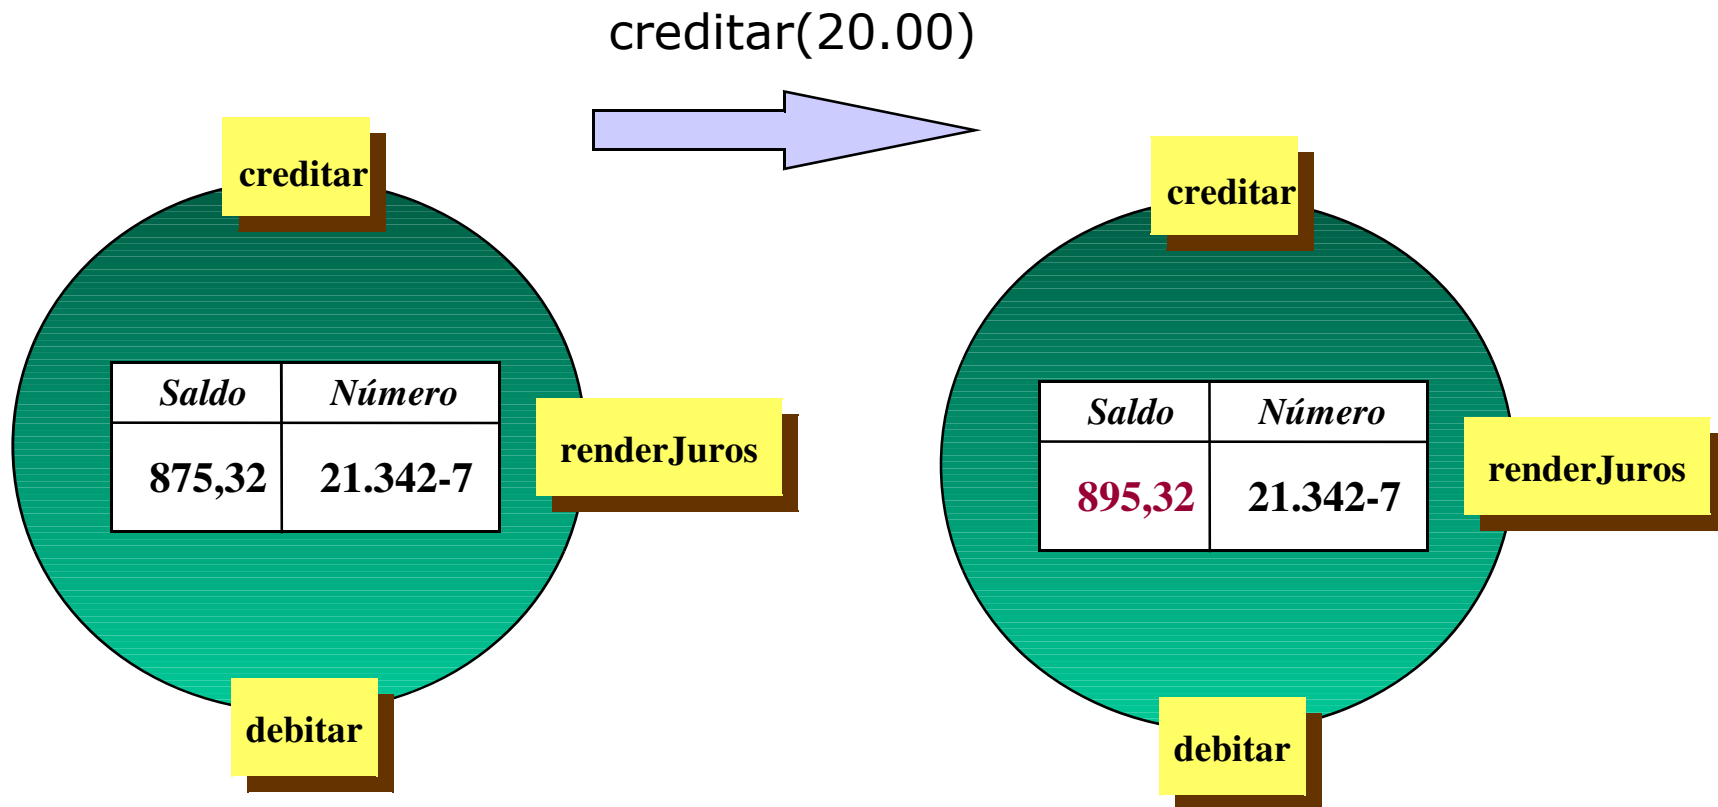 creditar(20.00)
creditar
Saldo Número
875,32 21.342-7
renderJuros
debitar
creditar
Saldo Número
895,32 21.342-7
renderJuros
debitar